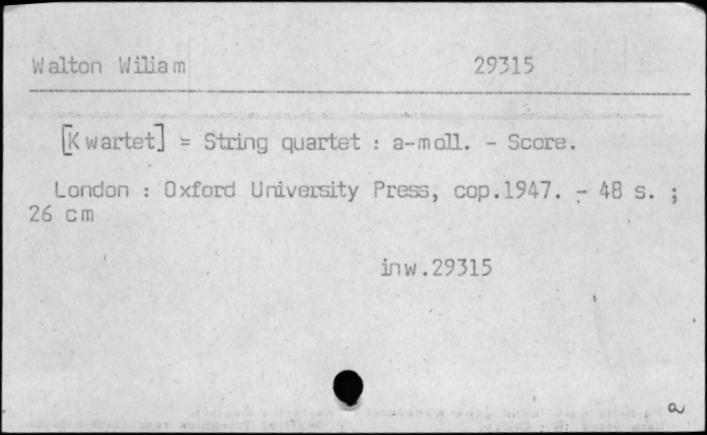 Walton Wiliam 29315
[Kwartet] = String quartet : a-moll. - Score.
London : Oxford University Press, cop.1947. - 48 s. ;
26 cm
inw.29315
a